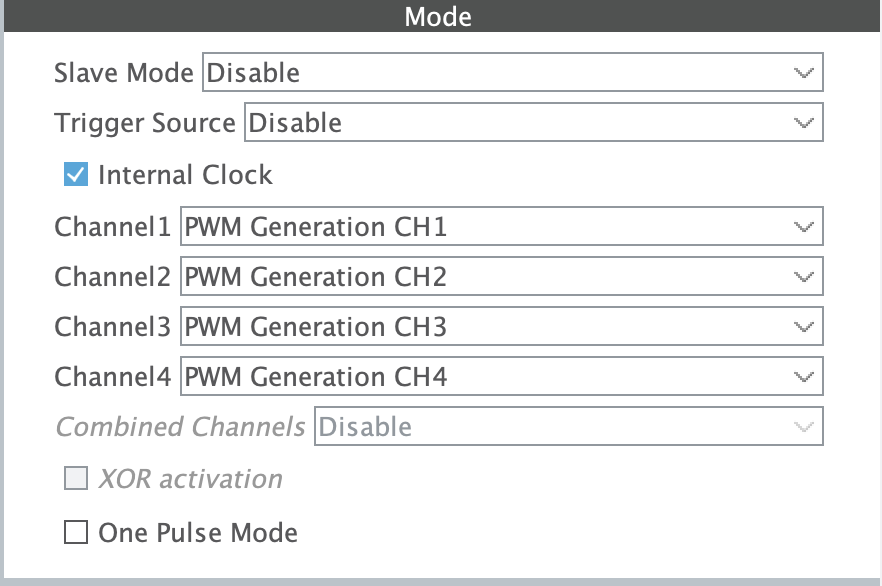 Mode
Slave Mode Disable
Trigger Source Disable
Internal Clock
Channel1 PWM Generation CH1
Channel2 PWM Generation CH2
Channel3 PWM Generation CH3
Channel4 PWM Generation CH4
Combined Channels Disable
XOR activation
One Pulse Mode